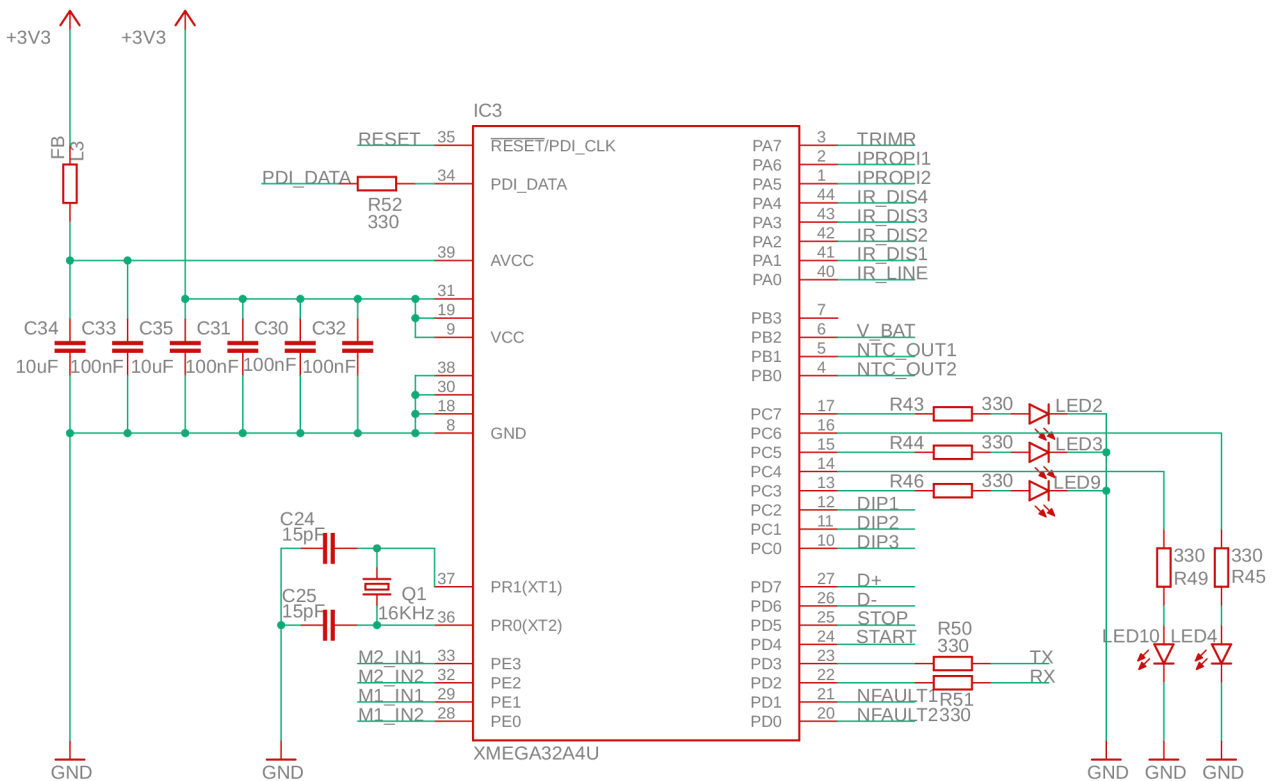 +3V3
+3V3
FB
L3
IC3
RESET
35
RESET/PDI_CLK
PDI_DATA
34
PDI_DATA
R52
330
39
AVCC
31
19
9
VCC
C34
C33
C35
C31
C30
C32
10uF
100nF
10uF
100nF
100nF
100nF
38
30
18
8
GND
C24
15pF
C25
15pF
Q1
16KHz
37
PR1(XT1)
36
PR0(XT2)
M2_IN1
33
PE3
M2_IN2
32
PE2
M1_IN1
29
PE1
M1_IN2
28
PE0
XMEGA32A4U
PA7
3
TRIMR
PA6
2
IPROPI1
PA5
1
IPROPI2
PA4
44
IR_DIS4
PA3
43
IR_DIS3
PA2
42
IR_DIS2
PA1
41
IR_DIS1
PA0
40
IR_LINE
PB3
7
PB2
6
V_BAT
PB1
5
NTC_OUT1
PB0
4
NTC_OUT2
PC7
17
R43
330
LED2
PC6
16
PC5
15
R44
330
LED3
PC4
14
PC3
13
R46
330
LED9
PC2
12
DIP1
PC1
11
DIP2
PC0
10
DIP3
330
R49
330
R45
PD7
27
D+
PD6
26
D-
PD5
25
STOP
PD4
24
START
R50
330
PD3
23
TX
PD2
22
RX
PD1
21
NFAULT1
R51
PD0
20
NFAULT2
330
LED10
LED4
GND
GND
GND
GND
GND